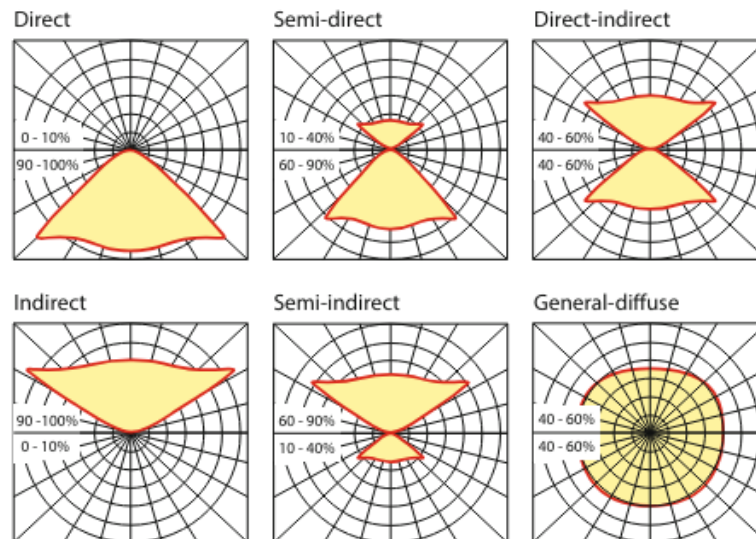 Direct
Semi-direct
Direct-indirect
0 - 10%
90 -100%
10 - 40%
60 - 90%
40 - 60%
40 - 60%
Indirect
Semi-indirect
General-diffuse
90 -100%
0 - 10%
60 - 90%
10 - 40%
40 - 60%
40 - 60%